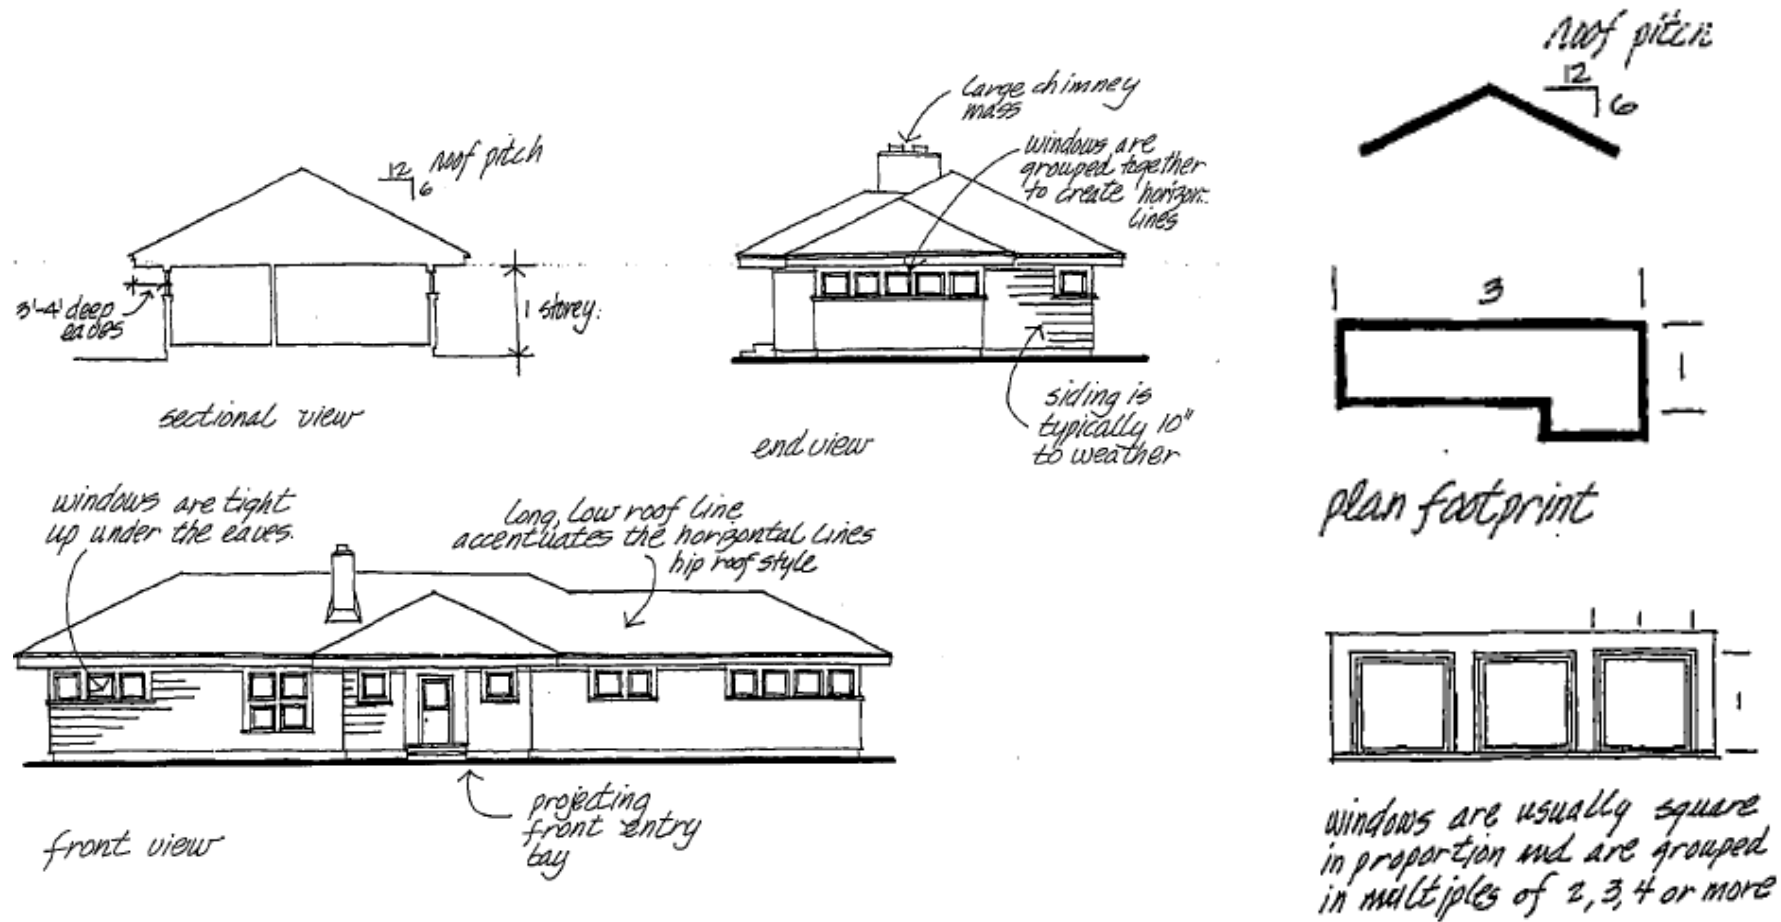 12
6
roof pitch
3'-4' deep
eaves
1 storey.
sectional view
large chimney
mass
windows are
grouped together
to create horizon.
lines
siding is
typically 10"
to weather
end view
windows are tight
up under the eaves.
long, low roof line
accentuates the horizontal lines
hip roof style
projecting
front entry
bay
front view
roof pitch
12
6
3
1
plan footprint
1
windows are usually square
in proportion and are grouped
in multiples of 2, 3, 4 or more